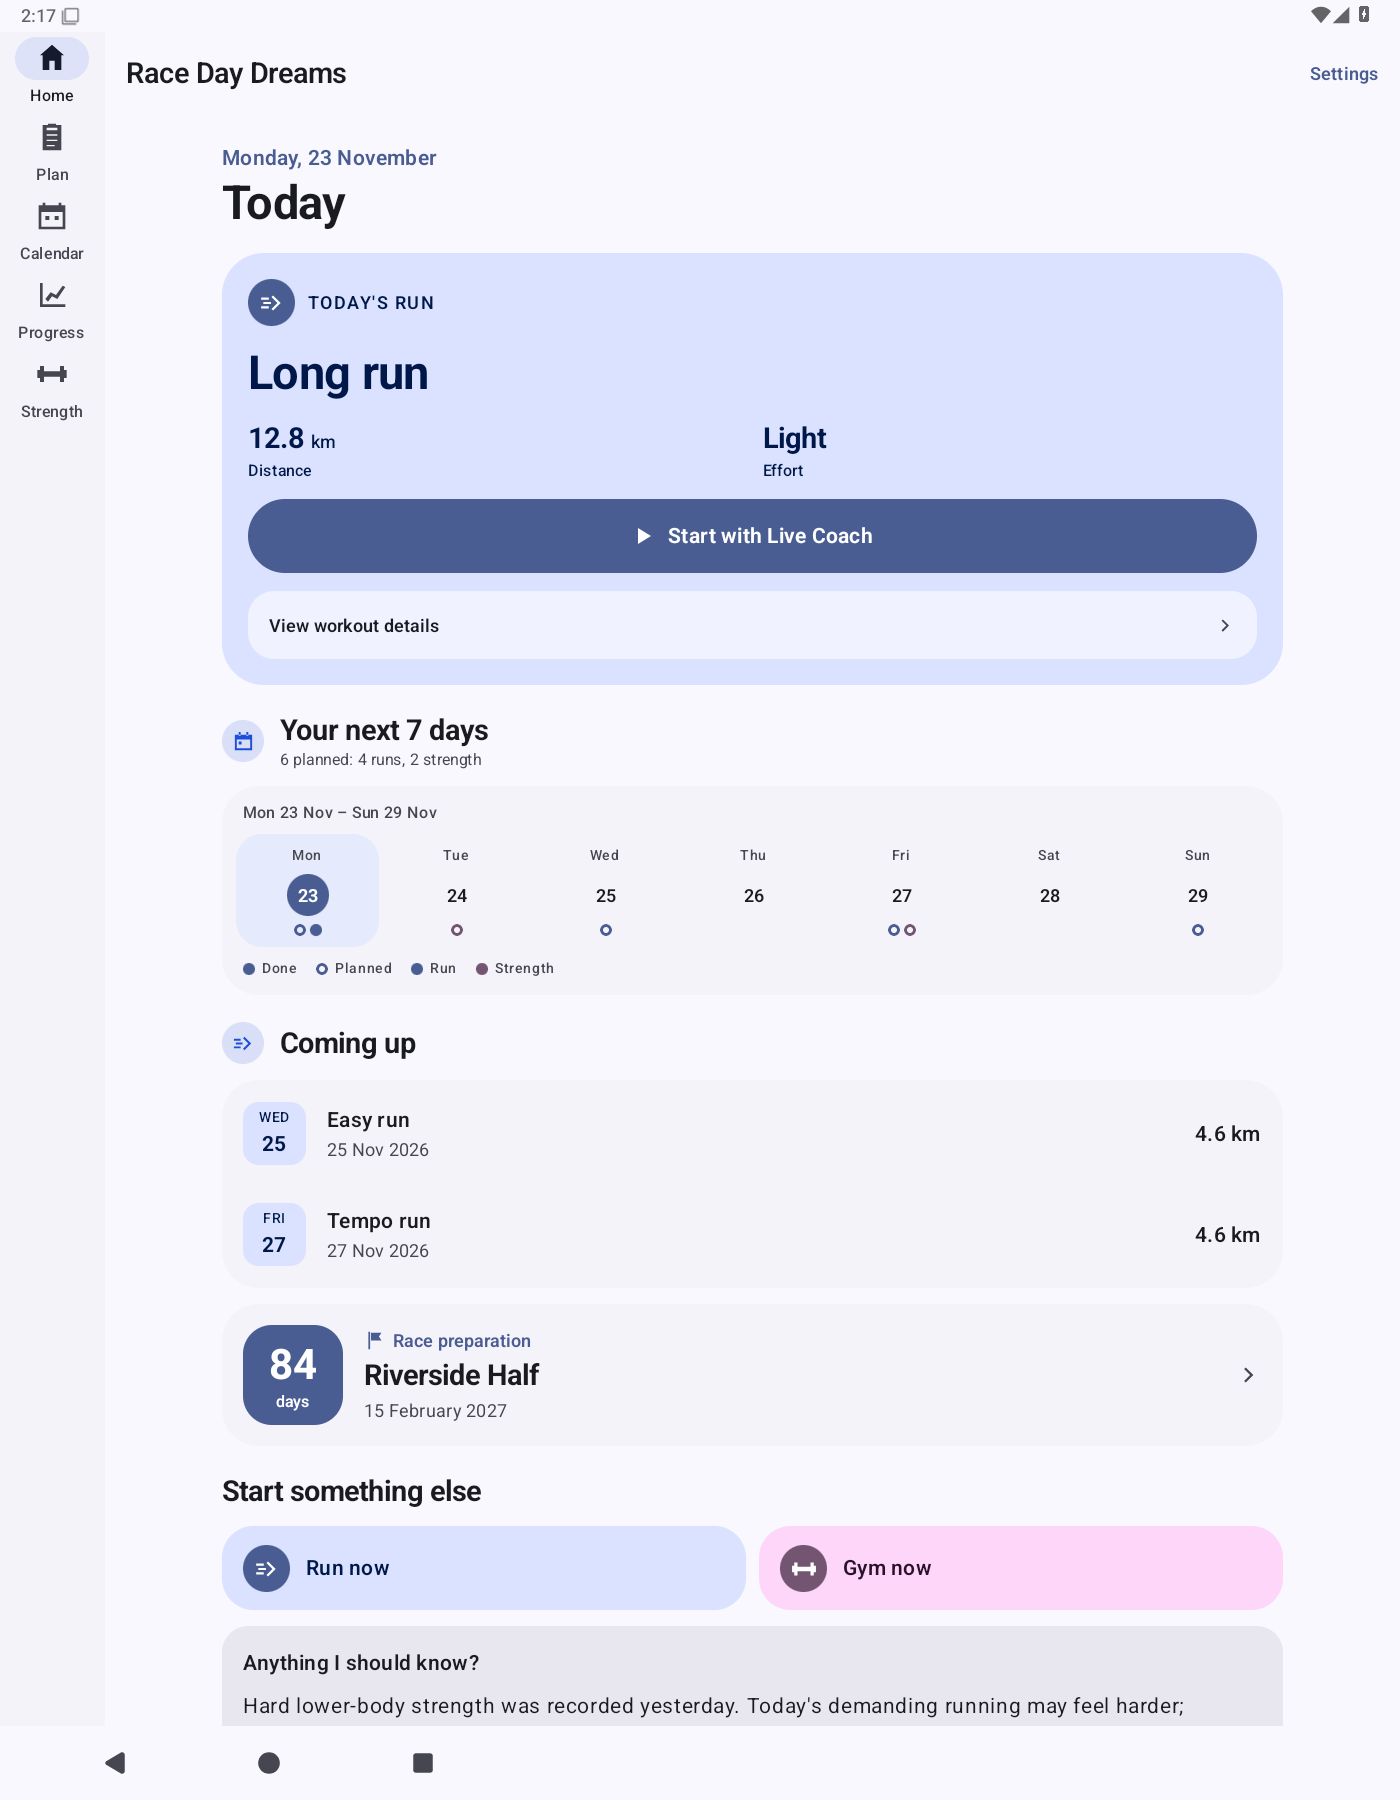 2:17
Home
Plan
Calendar
Progress
Strength
Race Day Dreams
Settings
Monday, 23 November
Today
TODAY'S RUN
Long run
12.8 km
Distance
Light
Effort
Start with Live Coach
View workout details
Your next 7 days
6 planned: 4 runs, 2 strength
Mon 23 Nov – Sun 29 Nov
Mon Tue Wed Thu Fri Sat Sun
23 24 25 26 27 28 29
Done Planned Run Strength
Coming up
WED
25
Easy run
25 Nov 2026
4.6 km
FRI
27
Tempo run
27 Nov 2026
4.6 km
84
days
Race preparation
Riverside Half
15 February 2027
Start something else
Run now
Gym now
Anything I should know?
Hard lower-body strength was recorded yesterday. Today's demanding running may feel harder;